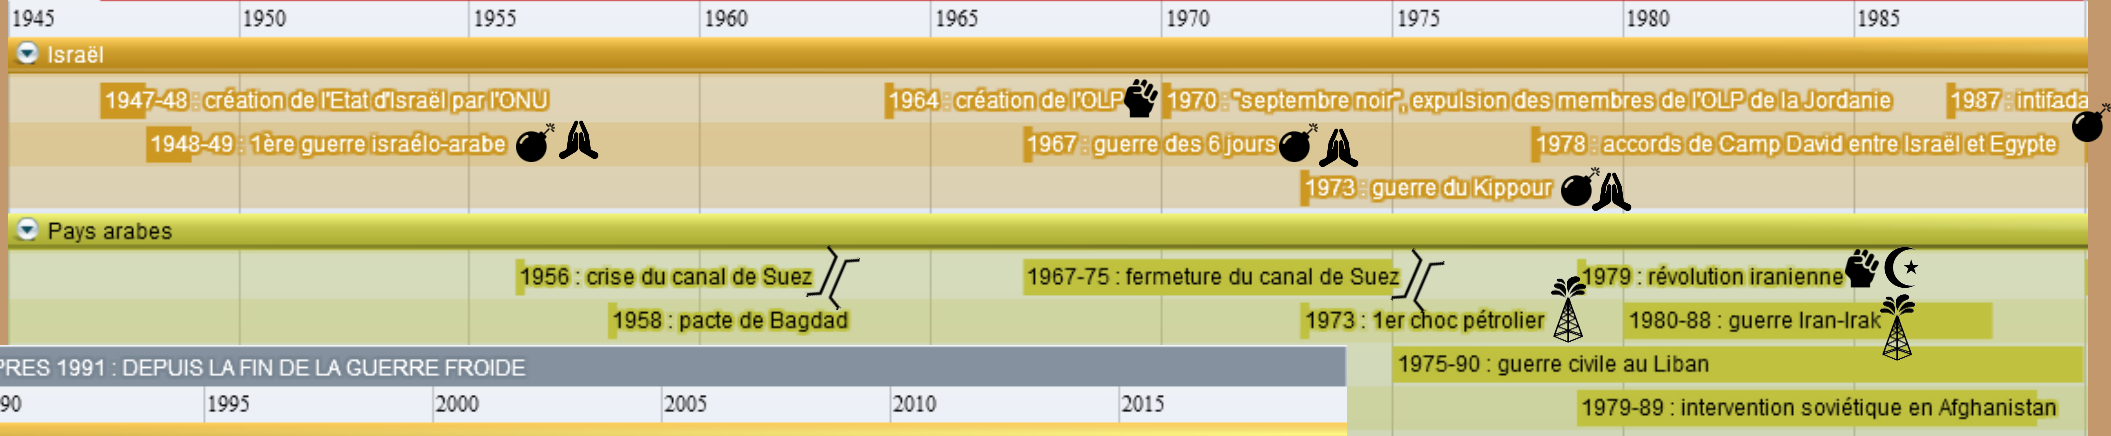 1945 1950 1955 1960 1965 1970 1975 1980 1985
Israël
1947-48 : création de l'Etat d'Israël par l'ONU 1964 : création de l'OLP 1970 : "septembre noir", expulsion des membres de l'OLP de la Jordanie 1987 : intifada
1948-49 : 1ère guerre israélo-arabe 1967 : guerre des 6 jours 1978 : accords de Camp David entre Israël et Egypte
1973 : guerre du Kippour
Pays arabes
1956 : crise du canal de Suez 1967-75 : fermeture du canal de Suez 1979 : révolution iranienne
1958 : pacte de Bagdad 1973 : 1er choc pétrolier 1980-88 : guerre Iran-Irak
PRES 1991 : DEPUIS LA FIN DE LA GUERRE FROIDE 1975-90 : guerre civile au Liban
90 1995 2000 2005 2010 2015 1979-89 : intervention soviétique en Afghanistan